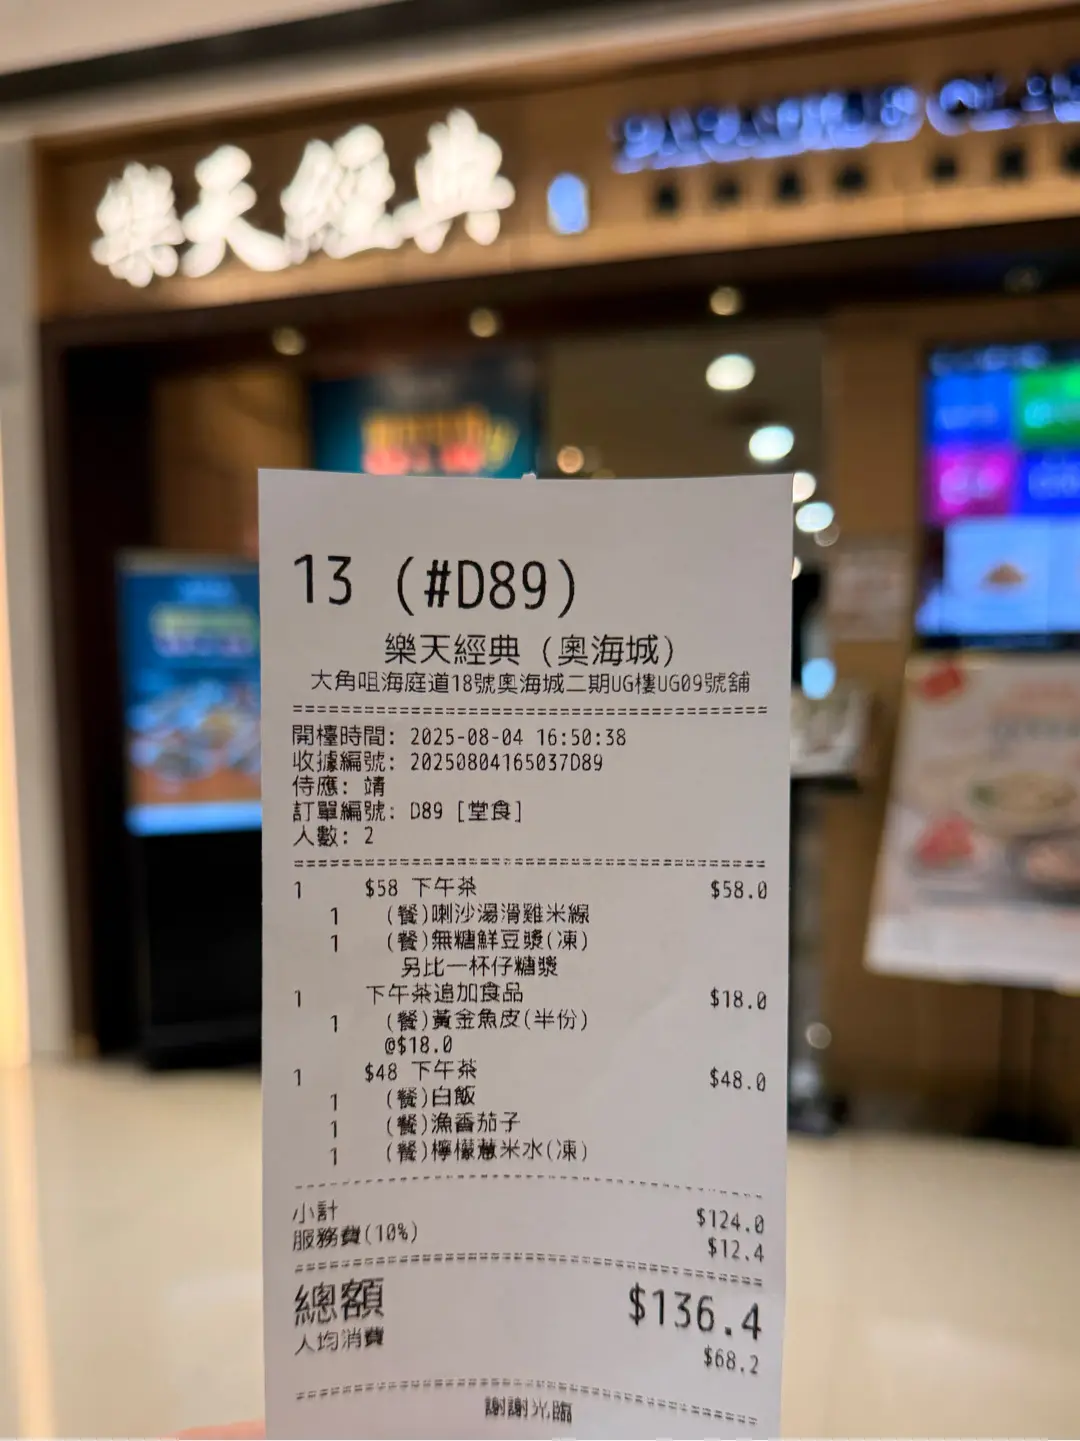 樂天經典
13 (#D89)
樂天經典 (奧海城)
大角咀海庭道18號奧海城二期UG樓UG09號舖
開檯時間: 2025-08-04 16:50:38
收據編號: 20250804165037D89
侍應: 靖
訂單編號: D89 [堂食]
人數: 2
1 $58 下午茶 $58.0
1 (餐)喇沙湯滑雞米線
1 (餐)無糖鮮豆漿(凍)
另比一杯仔糖漿
1 下午茶追加食品 $18.0
1 (餐)黃金魚皮(半份)
@$18.0
1 $48 下午茶 $48.0
1 (餐)白飯
1 (餐)漁香茄子
1 (餐)檸檬薏米水(凍)
小計 $124.0
服務費(10%) $12.4
總額 $136.4
人均消費 $68.2
謝謝光臨